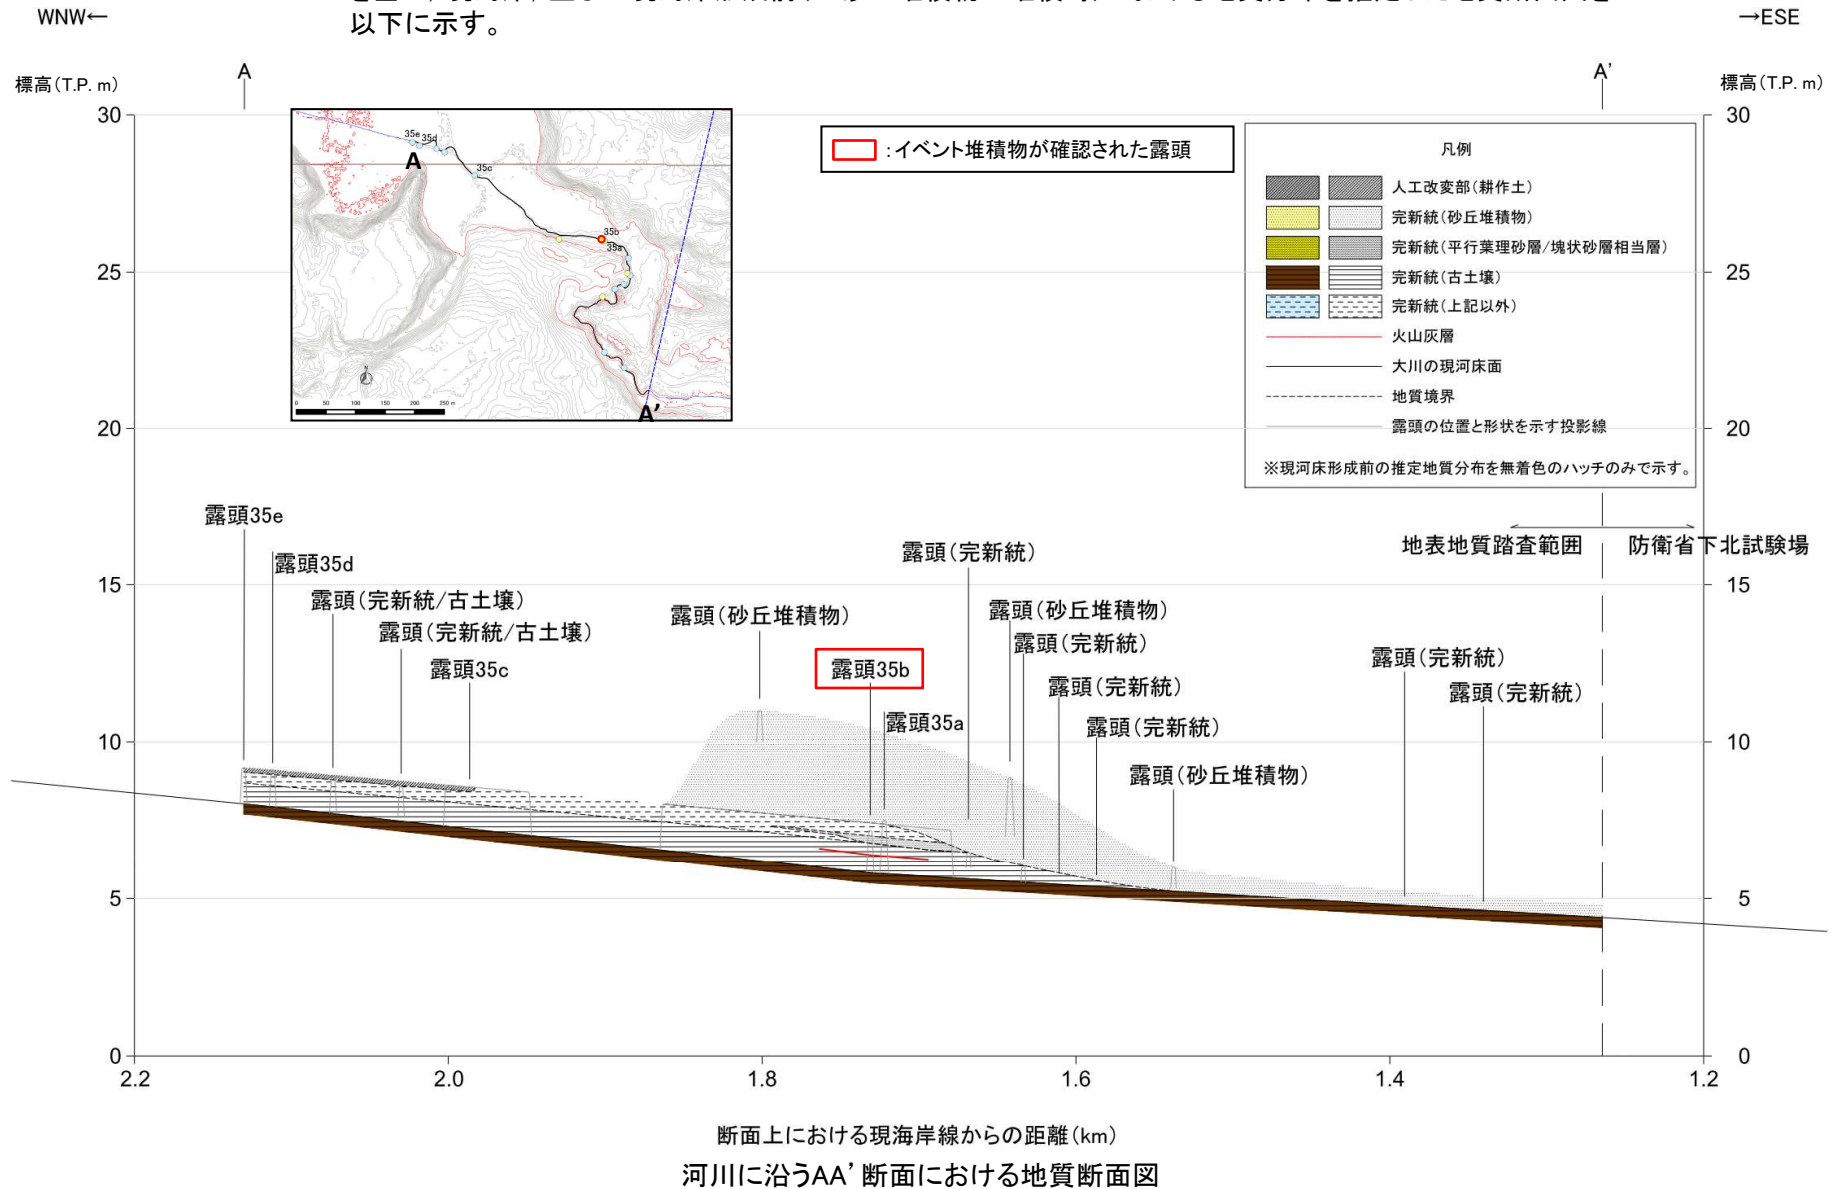 以下に示す。
WNW←
→ESE
標高(T.P. m)
標高(T.P. m)
A
A'
30
25
20
15
10
5
0
30
25
20
15
10
5
0
35e
35d
A
35c
35b
35a
N
0 50 100 150 200 250 m
A'
:イベント堆積物が確認された露頭
凡例
人工改変部(耕作土)
完新統(砂丘堆積物)
完新統(平行葉理砂層/塊状砂層相当層)
完新統(古土壌)
完新統(上記以外)
火山灰層
大川の現河床面
地質境界
露頭の位置と形状を示す投影線
※現河床形成前の推定地質分布を無着色のハッチのみで示す。
地表地質踏査範囲
防衛省下北試験場
露頭35e
露頭35d
露頭(完新統/古土壌)
露頭(完新統/古土壌)
露頭35c
露頭(砂丘堆積物)
露頭35b
露頭35a
露頭(完新統)
露頭(砂丘堆積物)
露頭(完新統)
露頭(完新統)
露頭(完新統)
露頭(砂丘堆積物)
露頭(完新統)
露頭(完新統)
2.2
2.0
1.8
1.6
1.4
1.2
断面上における現海岸線からの距離(km)
河川に沿うAA’断面における地質断面図